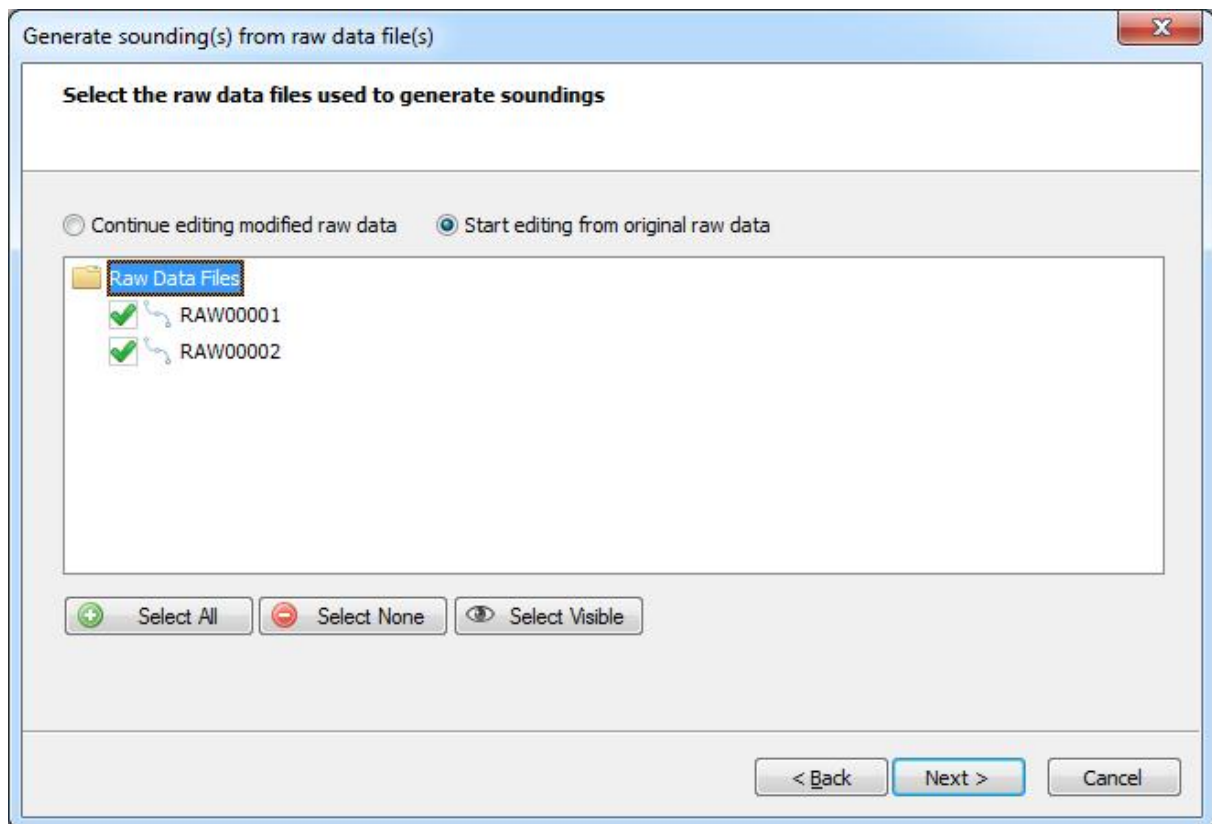 Generate sounding(s) from raw data file(s)
Select the raw data files used to generate soundings
Continue editing modified raw data Start editing from original raw data
Raw Data Files
RAW00001
RAW00002
Select All Select None Select Visible
< Back Next > Cancel